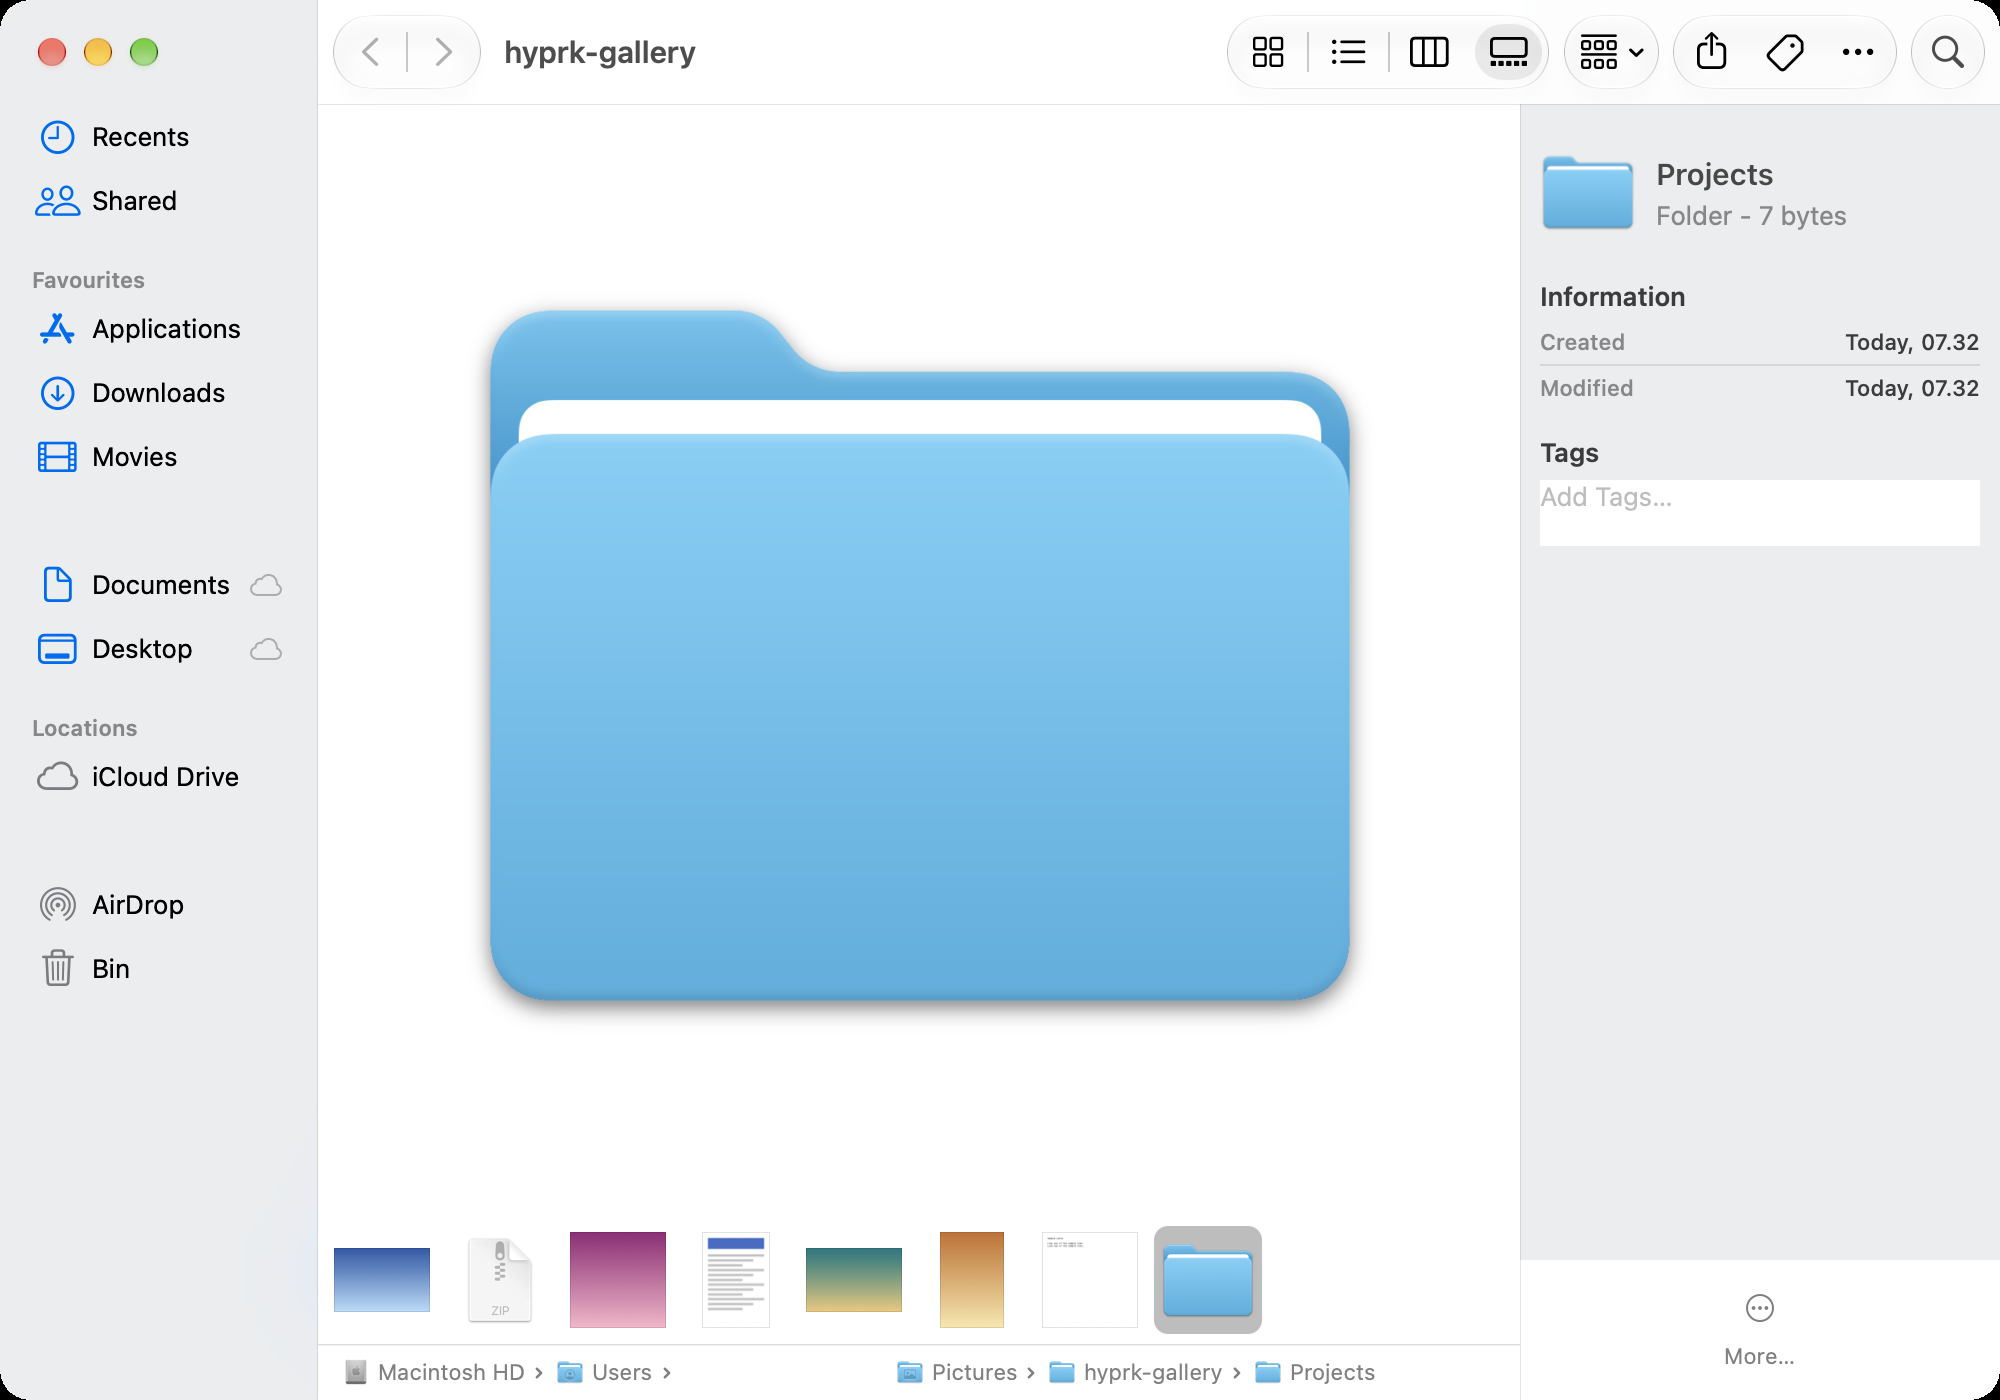 hyprk-gallery
Recents
Shared
Favourites
Applications
Downloads
Movies
Documents
Desktop
Locations
iCloud Drive
AirDrop
Bin
Projects
Folder - 7 bytes
Information
Created Today, 07.32
Modified Today, 07.32
Tags
Add Tags...
ZIP
More...
Macintosh HD › Users › Pictures › hyprk-gallery › Projects